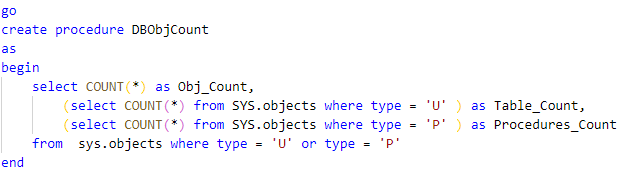 go
create procedure DBObjCount
as
begin
    select COUNT(*) as Obj_Count,
        (select COUNT(*) from SYS.objects where type = 'U' ) as Table_Count,
        (select COUNT(*) from SYS.objects where type = 'P' ) as Procedures_Count
    from  sys.objects where type = 'U' or type = 'P'
end